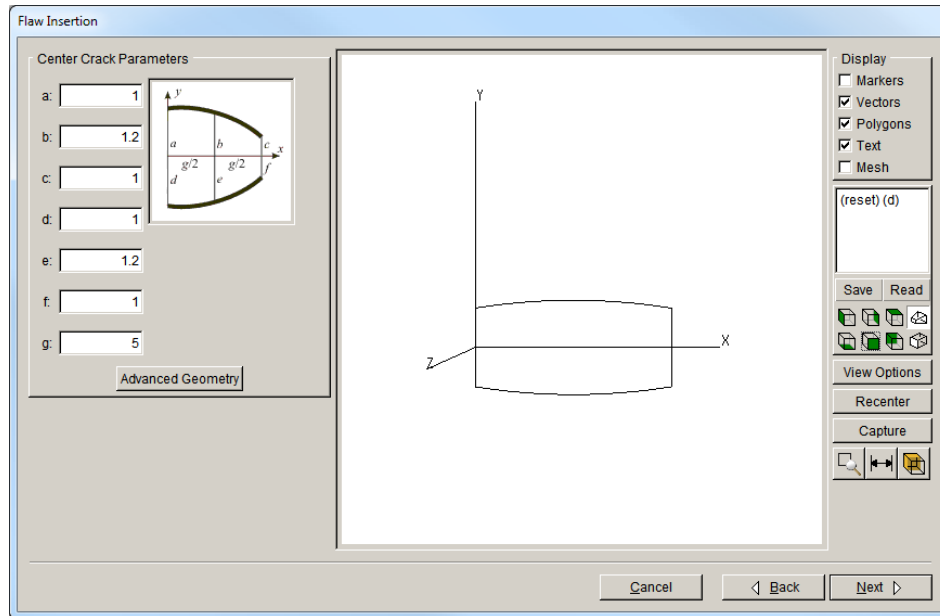 Flaw Insertion
Center Crack Parameters
a: 1
b: 1.2
c: 1
d: 1
e: 1.2
f: 1
g: 5
y
a b c x
g/2 g/2
d e f
Advanced Geometry
Y
X
Z
Display
Markers
Vectors
Polygons
Text
Mesh
(reset) (d)
Save Read
View Options
Recenter
Capture
Cancel Back Next